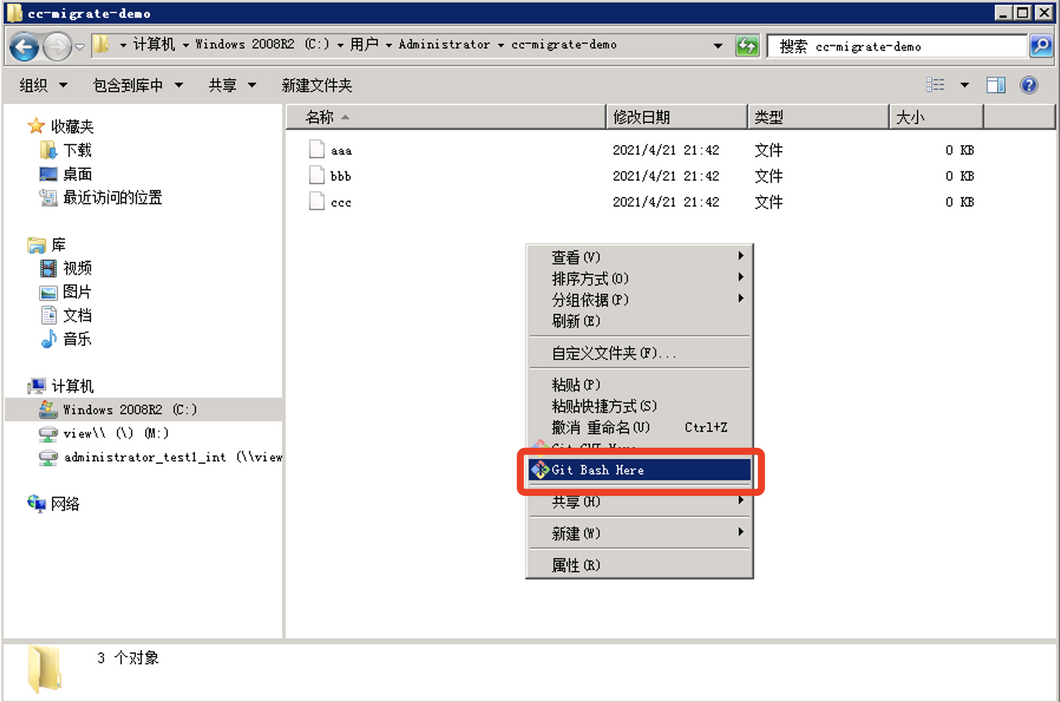 cc-migrate-demo
计算机 Windows 2008R2 (C:) 用户 Administrator cc-migrate-demo
搜索 cc-migrate-demo
组织 包含到库中 共享 新建文件夹
收藏夹
下载
桌面
最近访问的位置
库
视频
图片
文档
音乐
计算机
Windows 2008R2 (C:)
view\\ (\) (M:)
administrator_test1_int (\\view
网络
名称 修改日期 类型 大小
aaa 2021/4/21 21:42 文件 0 KB
bbb 2021/4/21 21:42 文件 0 KB
ccc 2021/4/21 21:42 文件 0 KB
查看(V)
排序方式(O)
分组依据(P)
刷新(E)
自定义文件夹(F)...
粘贴(P)
粘贴快捷方式(S)
撤消 重命名(U) Ctrl+Z
Git GUI Here
Git Bash Here
共享(H)
新建(W)
属性(R)
3 个对象